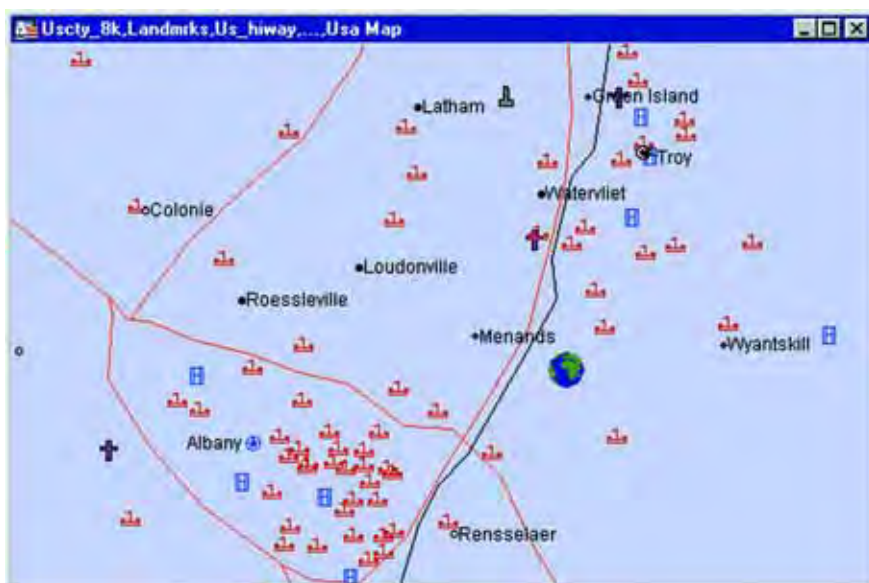 Uscty_8k,Landmrks,Us_hiway,...,Usa Map
Latham
Green Island
Troy
Colonie
Watervliet
Loudonville
Roessleville
Menands
Wyantskill
Albany
Rensselaer